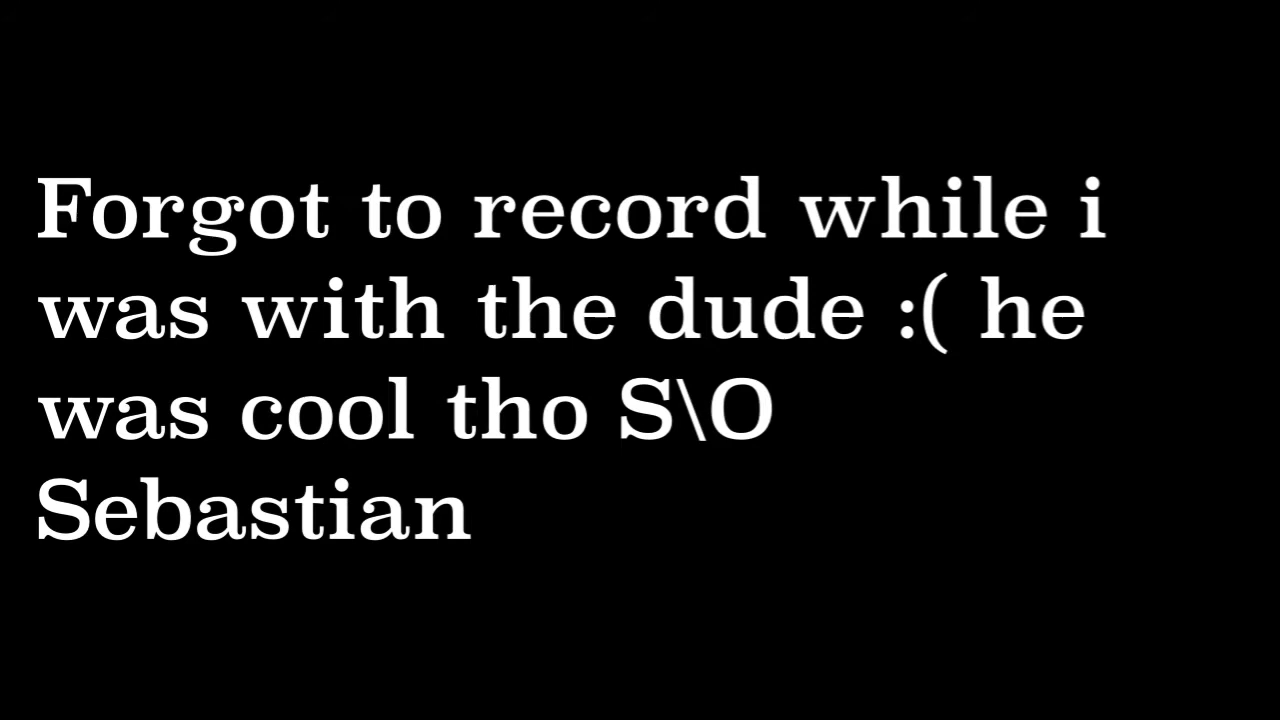 Forgot to record while i
was with the dude :( he
was cool tho S\O
Sebastian